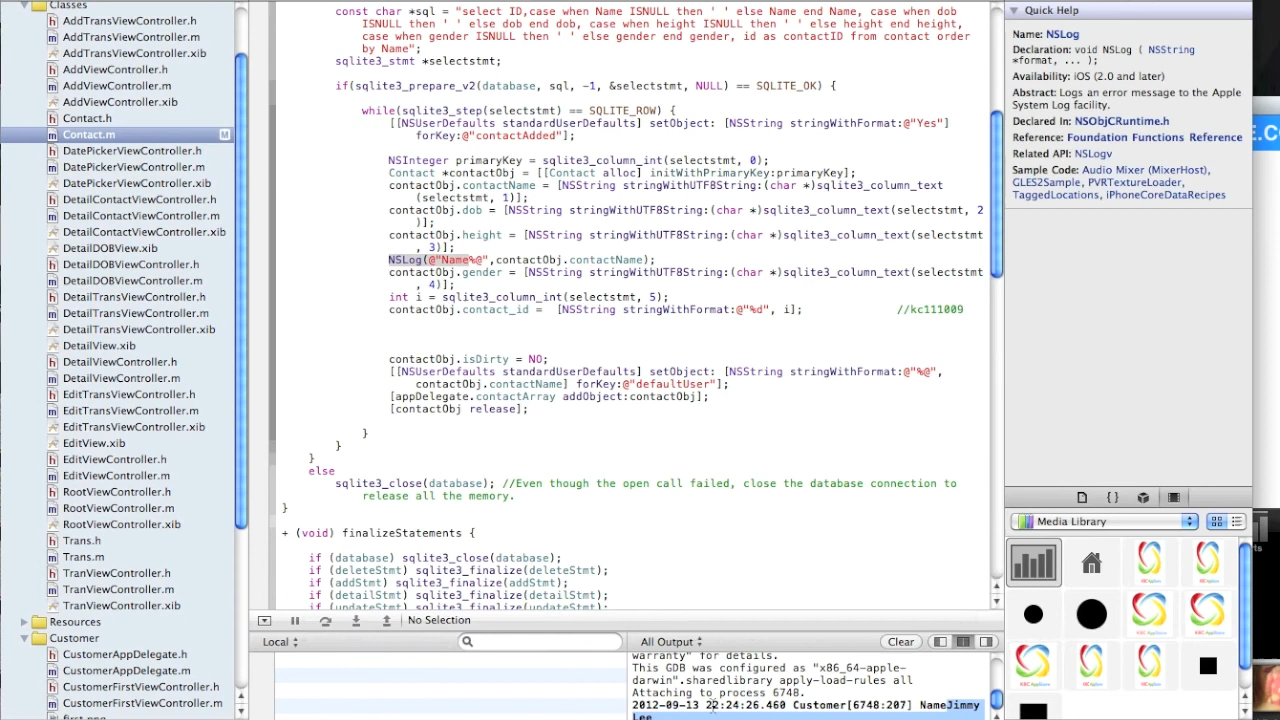 Classes
AddTransViewController.h
AddTransViewController.m
AddTransViewController.xib
AddViewController.h
AddViewController.m
AddViewController.xib
Contact.h
Contact.m M
DatePickerViewController.h
DatePickerViewController.m
DatePickerViewController.xib
DetailContactViewController.h
DetailContactViewController.m
DetailContactViewController.xib
DetailDOBView.xib
DetailDOBViewController.h
DetailDOBViewController.m
DetailTransViewController.h
DetailTransViewController.m
DetailTransViewController.xib
DetailView.xib
DetailViewController.h
DetailViewController.m
EditTransViewController.h
EditTransViewController.m
EditTransViewController.xib
EditView.xib
EditViewController.h
EditViewController.m
RootViewController.h
RootViewController.m
RootViewController.xib
Trans.h
Trans.m
TranViewController.h
TranViewController.m
TranViewController.xib
Resources
Customer
CustomerAppDelegate.h
CustomerAppDelegate.m
CustomerFirstViewController.h
CustomerFirstViewController.m
first.png
const char *sql = "select ID,case when Name ISNULL then ' ' else Name end Name, case when dob
ISNULL then ' ' else dob end dob, case when height ISNULL then ' ' else height end height,
case when gender ISNULL then ' ' else gender end gender, id as contactID from contact order
by Name";
sqlite3_stmt *selectstmt;
if(sqlite3_prepare_v2(database, sql, -1, &selectstmt, NULL) == SQLITE_OK) {
while(sqlite3_step(selectstmt) == SQLITE_ROW) {
[[NSUserDefaults standardUserDefaults] setObject: [NSString stringWithFormat:@"Yes"]
forKey:@"contactAdded"];
NSInteger primaryKey = sqlite3_column_int(selectstmt, 0);
Contact *contactObj = [[Contact alloc] initWithPrimaryKey:primaryKey];
contactObj.contactName = [NSString stringWithUTF8String:(char *)sqlite3_column_text
(selectstmt, 1)];
contactObj.dob = [NSString stringWithUTF8String:(char *)sqlite3_column_text(selectstmt, 2
)];
contactObj.height = [NSString stringWithUTF8String:(char *)sqlite3_column_text(selectstmt
, 3)];
NSLog(@"Name%@",contactObj.contactName);
contactObj.gender = [NSString stringWithUTF8String:(char *)sqlite3_column_text(selectstmt
, 4)];
int i = sqlite3_column_int(selectstmt, 5);
contactObj.contact_id = [NSString stringWithFormat:@"%d", i]; //kc111009
contactObj.isDirty = NO;
[[NSUserDefaults standardUserDefaults] setObject: [NSString stringWithFormat:@"%@",
contactObj.contactName] forKey:@"defaultUser"];
[appDelegate.contactArray addObject:contactObj];
[contactObj release];
}
}
}
else
sqlite3_close(database); //Even though the open call failed, close the database connection to
release all the memory.
}
+ (void) finalizeStatements {
if (database) sqlite3_close(database);
if (deleteStmt) sqlite3_finalize(deleteStmt);
if (addStmt) sqlite3_finalize(addStmt);
if (detailStmt) sqlite3_finalize(detailStmt);
if (updateStmt) sqlite3_finalize(updateStmt);
No Selection
Local
All Output
Clear
warranty" for details.
This GDB was configured as "x86_64-apple-
darwin".sharedlibrary apply-load-rules all
Attaching to process 6748.
2012-09-13 22:24:26.460 Customer[6748:207] NameJimmy
Lee
Quick Help
Name: NSLog
Declaration: void NSLog ( NSString
*format, ... );
Availability: iOS (2.0 and later)
Abstract: Logs an error message to the Apple
System Log facility.
Declared In: NSObjCRuntime.h
Reference: Foundation Functions Reference
Related API: NSLogv
Sample Code: Audio Mixer (MixerHost),
GLES2Sample, PVRTextureLoader,
TaggedLocations, iPhoneCoreDataRecipes
{ }
Media Library
E.C